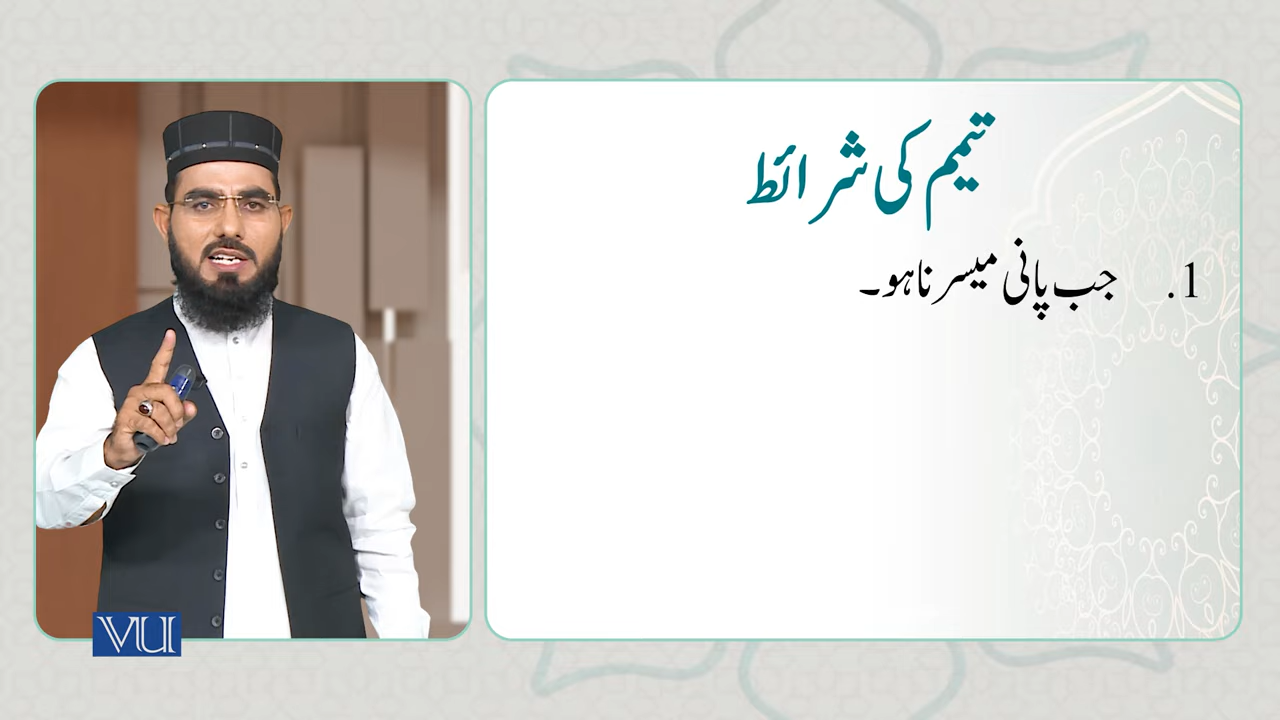 تیمم کی شرائط
1. جب پانی میسر نا ہو۔
VU